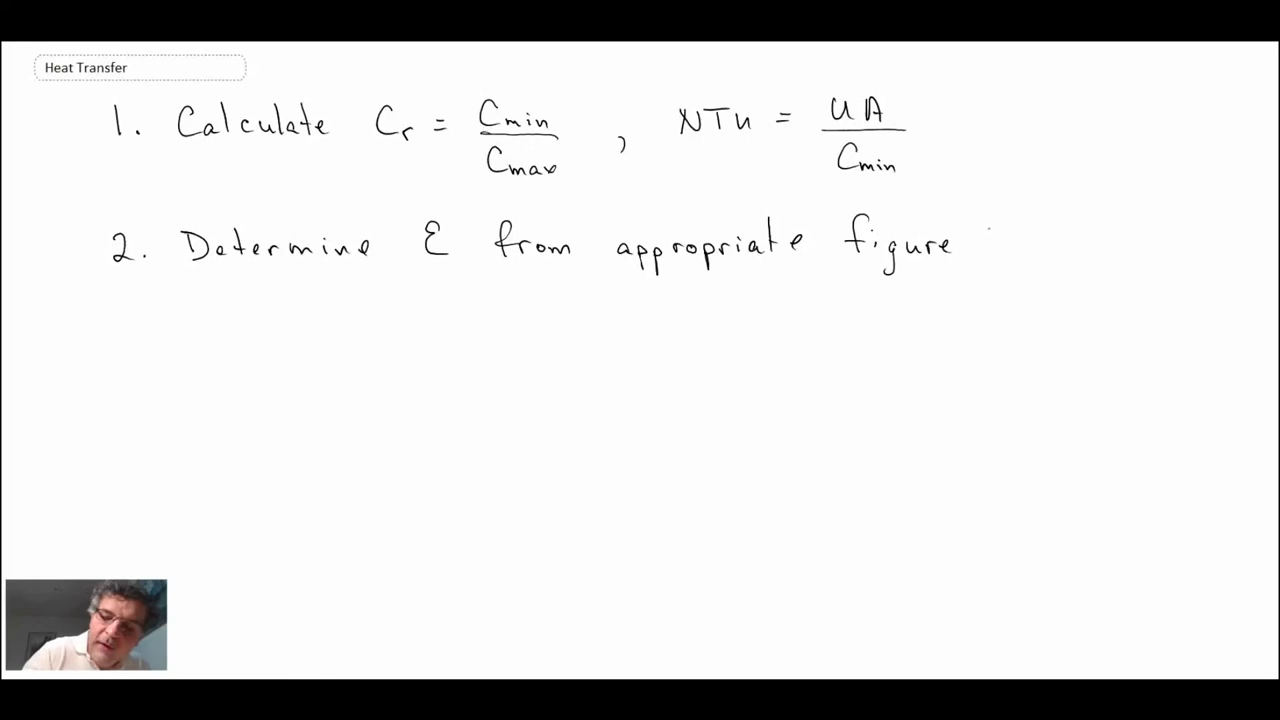 Heat Transfer
1. Calculate Cr = Cmin / Cmax , NTU = UA / Cmin
2. Determine ε from appropriate figure